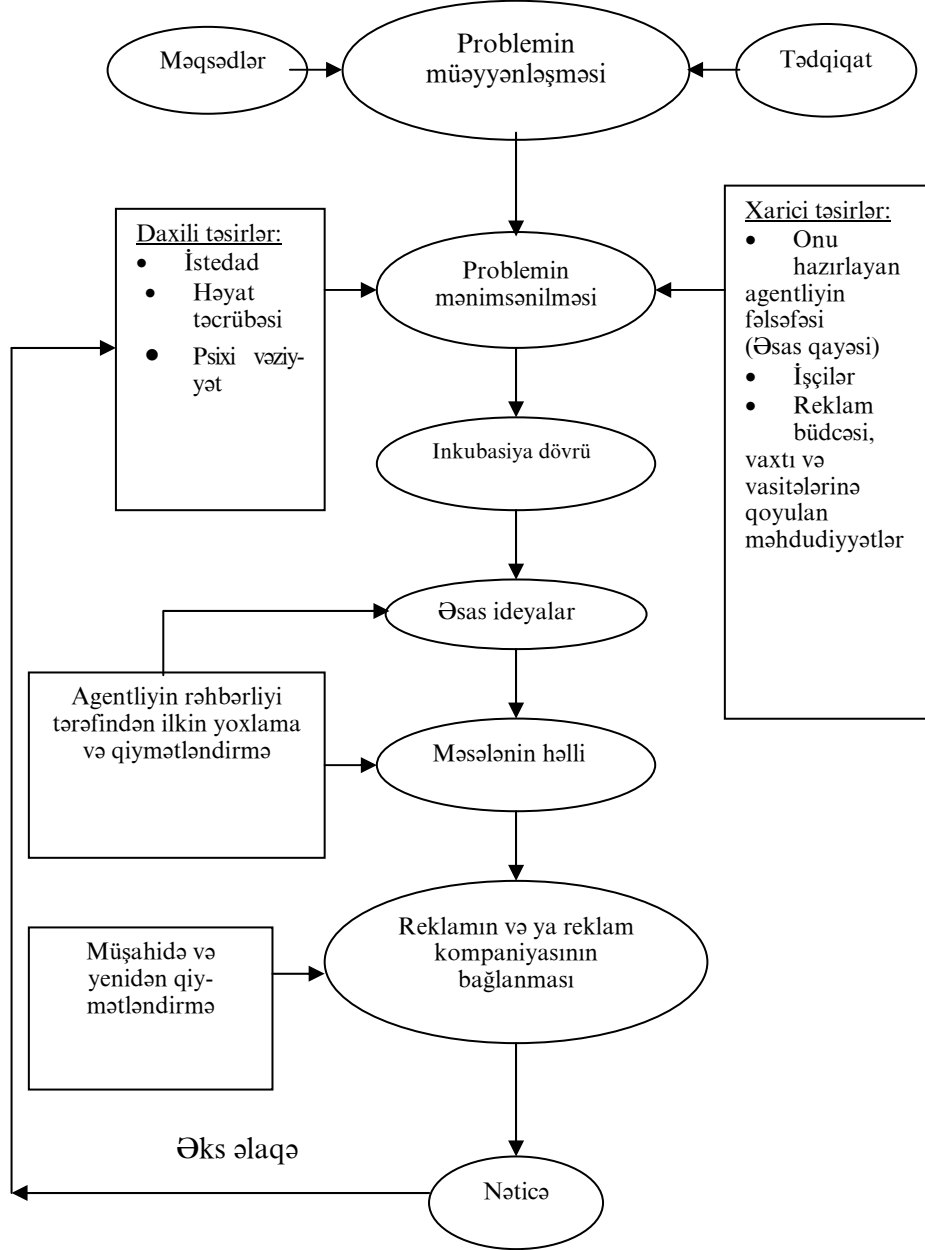 Məqsədlər
Problemin
müəyyənləşməsi
Tədqiqat
Daxili təsirlər:
• İstedad
• Həyat
təcrübəsi
• Psixi vəziy-
yət
Problemin
mənimsənilməsi
Xarici təsirlər:
• Onu
hazırlayan
agentliyin
fəlsəfəsi
(Əsas qayəsi)
• İşçilər
• Reklam
büdcəsi,
vaxtı və
vasitələrinə
qoyulan
məhdudiyyətlər
Inkubasiya dövrü
Əsas ideyalar
Agentliyin rəhbərliyi
tərəfindən ilkin yoxlama
və qiymətləndirmə
Məsələnin həlli
Reklamın və ya reklam
kompaniyasının
bağlanması
Müşahidə və
yenidən qiy-
mətləndirmə
Əks əlaqə
Nəticə